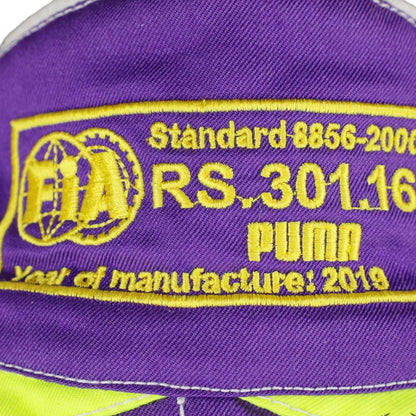 Standard 8856-2000
FiA RS.301.16
PUMA
Year of manufacture: 2019